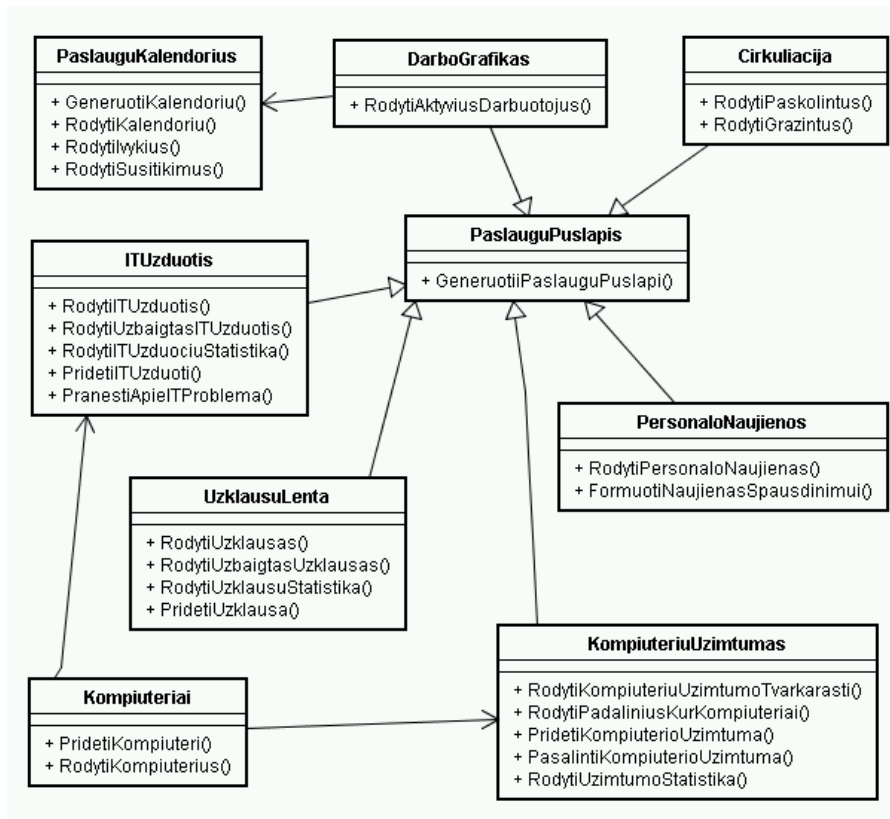 PaslauguKalendorius
+ GeneruotiKalendoriu()
+ RodytiKalendoriu()
+ RodytiIvykius()
+ RodytiSusitikimus()
DarboGrafikas
+ RodytiAktyviusDarbuotojus()
Cirkuliacija
+ RodytiPaskolintus()
+ RodytiGrazintus()
PaslauguPuslapis
+ GeneruotiiPaslauguPuslapi()
ITUzduotis
+ RodytiITUzduotis()
+ RodytiUzbaigtasITUzduotis()
+ RodytiITUzduociuStatistika()
+ PridetiITUzduoti()
+ PranestiApieITProblema()
PersonaloNaujienos
+ RodytiPersonaloNaujienas()
+ FormuotiNaujienasSpausdinimui()
UzklausuLenta
+ RodytiUzklausas()
+ RodytiUzbaigtasUzklausas()
+ RodytiUzklausuStatistika()
+ PridetiUzklausa()
KompiuteriuUzimtumas
+ RodytiKompiuteriuUzimtumoTvarkarasti()
+ RodytiPadaliniusKurKompiuteriai()
+ PridetiKompiuterioUzimtuma()
+ PasalintiKompiuterioUzimtuma()
+ RodytiUzimtumoStatistika()
Kompiuteriai
+ PridetiKompiuteri()
+ RodytiKompiuterius()